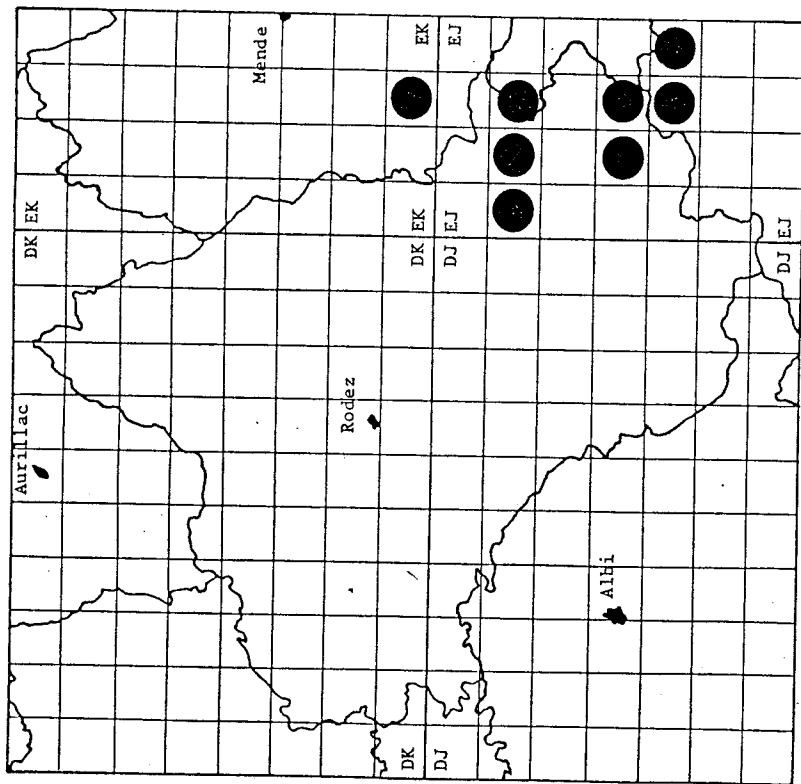 Aurillac
DK EK
Mende
Rodez
DK
DJ
DK EK
DJ EJ
EK
EJ
Albi
DJ EJ